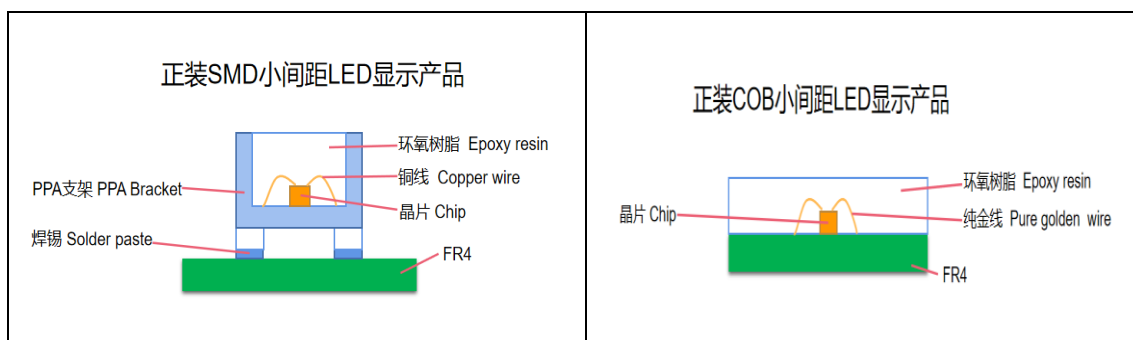 正装SMD小间距LED显示产品
环氧树脂 Epoxy resin
铜线 Copper wire
PPA支架 PPA Bracket
晶片 Chip
焊锡 Solder paste
FR4
正装COB小间距LED显示产品
环氧树脂 Epoxy resin
晶片 Chip
纯金线 Pure golden wire
FR4